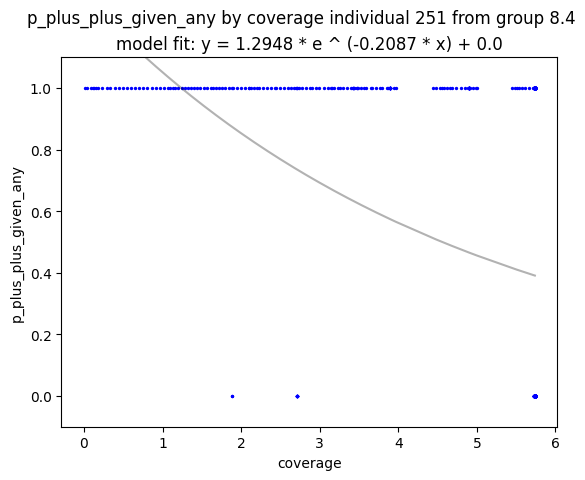 p_plus_plus_given_any by coverage individual 251 from group 8.4
model fit: y = 1.2948 * e ^ (-0.2087 * x) + 0.0
1.0
0.8
0.6
0.4
0.2
0.0
p_plus_plus_given_any
0 1 2 3 4 5 6
coverage